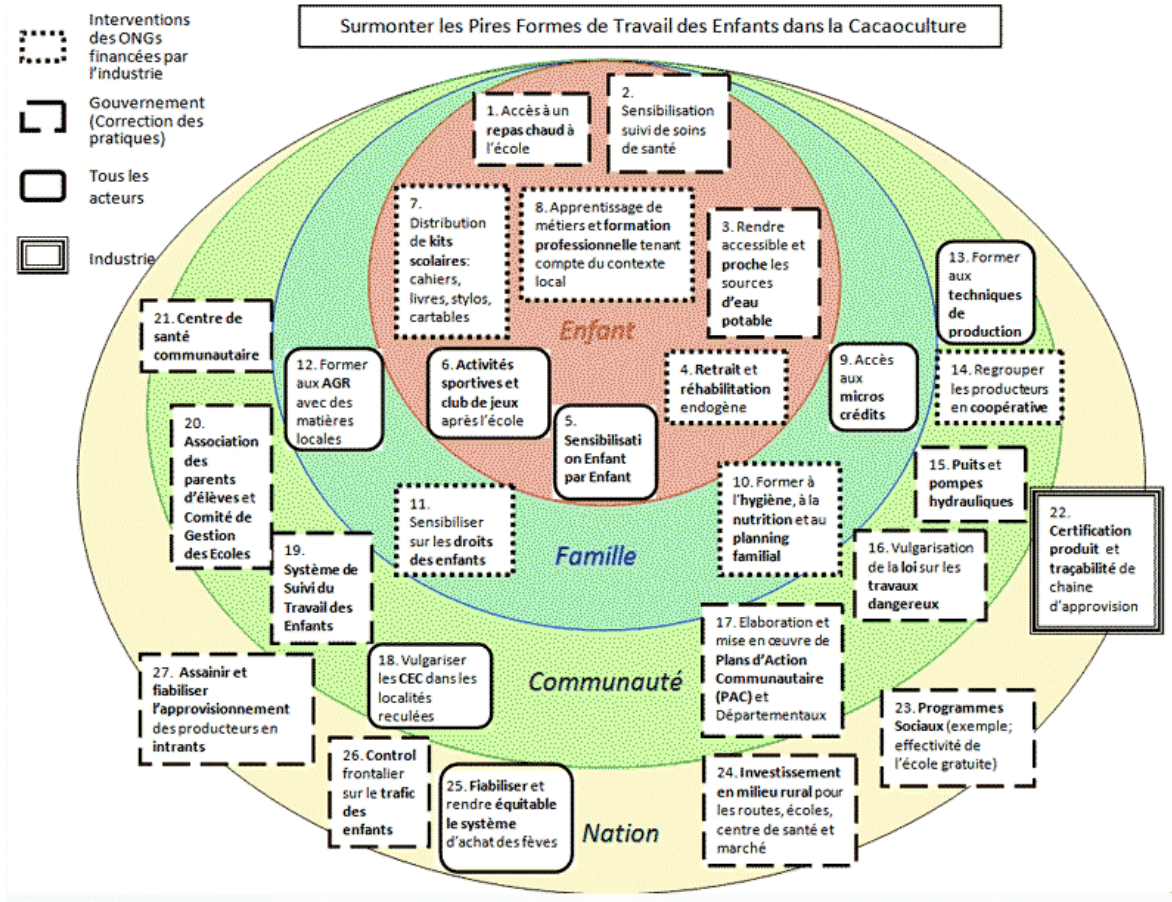 Surmonter les Pires Formes de Travail des Enfants dans la Cacaoculture
Interventions
des ONGs
financées par
l'industrie
Gouvernement
(Correction des
pratiques)
Tous les
acteurs
Industrie
1. Accès à un
repas chaud à
l'école
2.
Sensibilisation
suivi de soins
de santé
7.
Distribution
de kits
scolaires:
cahiers,
livres, stylos,
cartables
8. Apprentissage de
métiers et formation
professionnelle tenant
compte du contexte
local
3. Rendre
accessible et
proche les
sources
d'eau
potable
Enfant
13. Former
aux
techniques
de
production
21. Centre de
santé
communautaire
12. Former
aux AGR
avec des
matières
locales
6. Activités
sportives et
club de jeux
après l'école
4. Retrait et
réhabilitation
endogène
9. Accès
aux
micros
crédits
14. Regrouper
les producteurs
en coopérative
5.
Sensibilisati
on Enfant
par Enfant
20.
Association
des
parents
d'élèves et
Comité de
Gestion
des Ecoles
11.
Sensibiliser
sur les droits
des enfants
10. Former à
l'hygiène, à la
nutrition et au
planning
familial
15. Puits et
pompes
hydrauliques
22.
Certification
produit et
traçabilité de
chaine
d'approvision
19.
Système de
Suivi du
Travail des
Enfants
Famille
16. Vulgarisation
de la loi sur les
travaux
dangereux
17. Elaboration et
mise en œuvre de
Plans d'Action
Communautaire
(PAC) et
Départementaux
18. Vulgariser
les CEC dans les
localités
reculées
Communauté
27. Assainir et
fiabiliser
l'approvisionnement
des producteurs en
intrants
23. Programmes
Sociaux (exemple;
effectivité de
l'école gratuite)
26. Control
frontalier
sur le trafic
des
enfants
25. Fiabiliser et
rendre équitable
le système
d'achat des fèves
Nation
24. Investissement
en milieu rural pour
les routes, écoles,
centre de santé et
marché